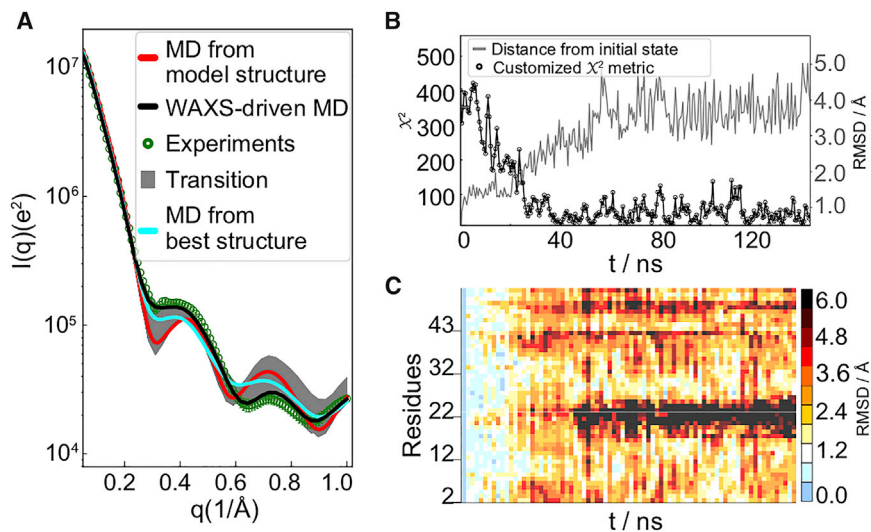 A
MD from
model structure
WAXS-driven MD
Experiments
Transition
MD from
best structure
I(q)(e²)
10⁷
10⁶
10⁵
10⁴
0.2 0.4 0.6 0.8 1.0
q(1/Å)
B
Distance from initial state
Customized χ² metric
χ²
500
400
300
200
100
5.0
4.0
3.0
2.0
1.0
RMSD / Å
0 40 80 120
t / ns
C
Residues
43
32
22
12
2
6.0
4.8
3.6
2.4
1.2
0.0
RMSD / Å
t / ns